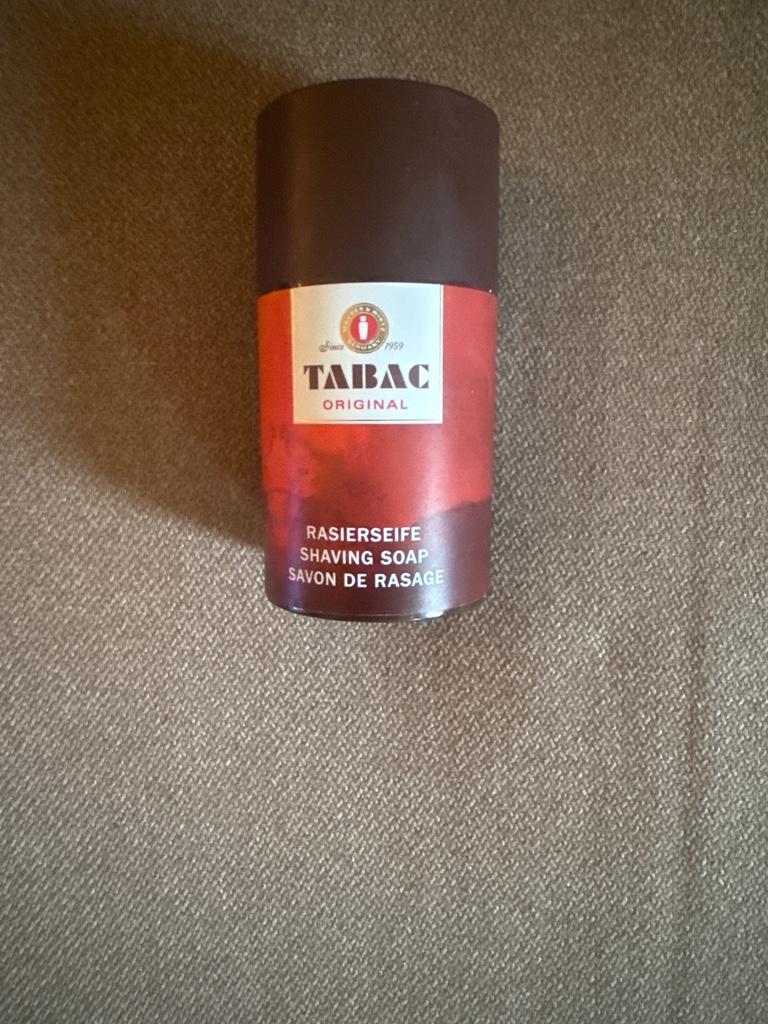 Since 1959
TABAC
ORIGINAL
RASIERSEIFE
SHAVING SOAP
SAVON DE RASAGE